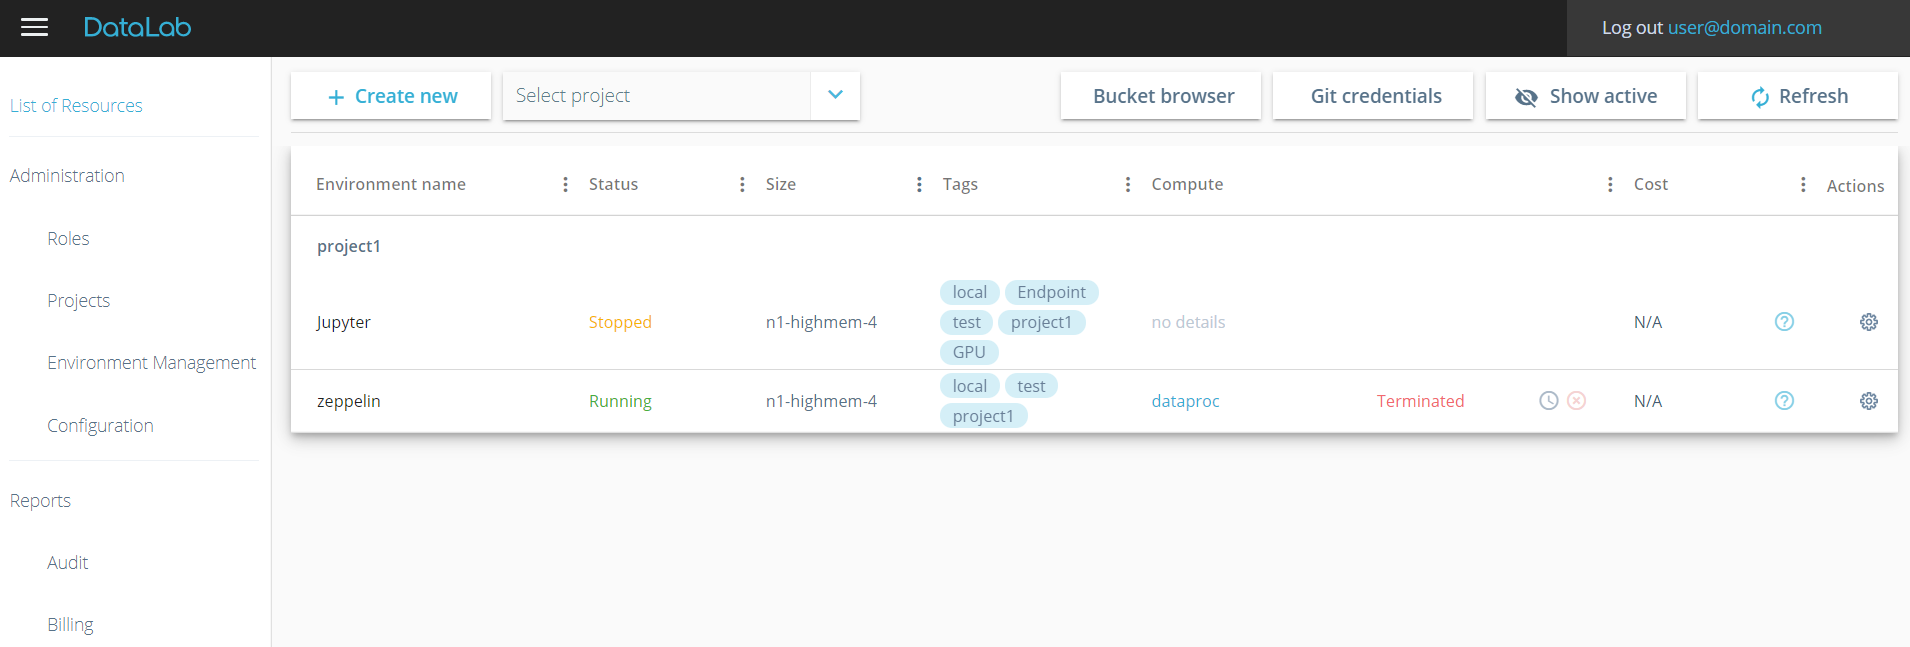 DataLab
Log out user@domain.com
List of Resources
Administration
Roles
Projects
Environment Management
Configuration
Reports
Audit
Billing
Create new
Select project
Bucket browser
Git credentials
Show active
Refresh
Environment name Status Size Tags Compute Cost Actions
project1
Jupyter Stopped n1-highmem-4 local Endpoint test project1 GPU no details N/A
zeppelin Running n1-highmem-4 local test project1 dataproc Terminated N/A